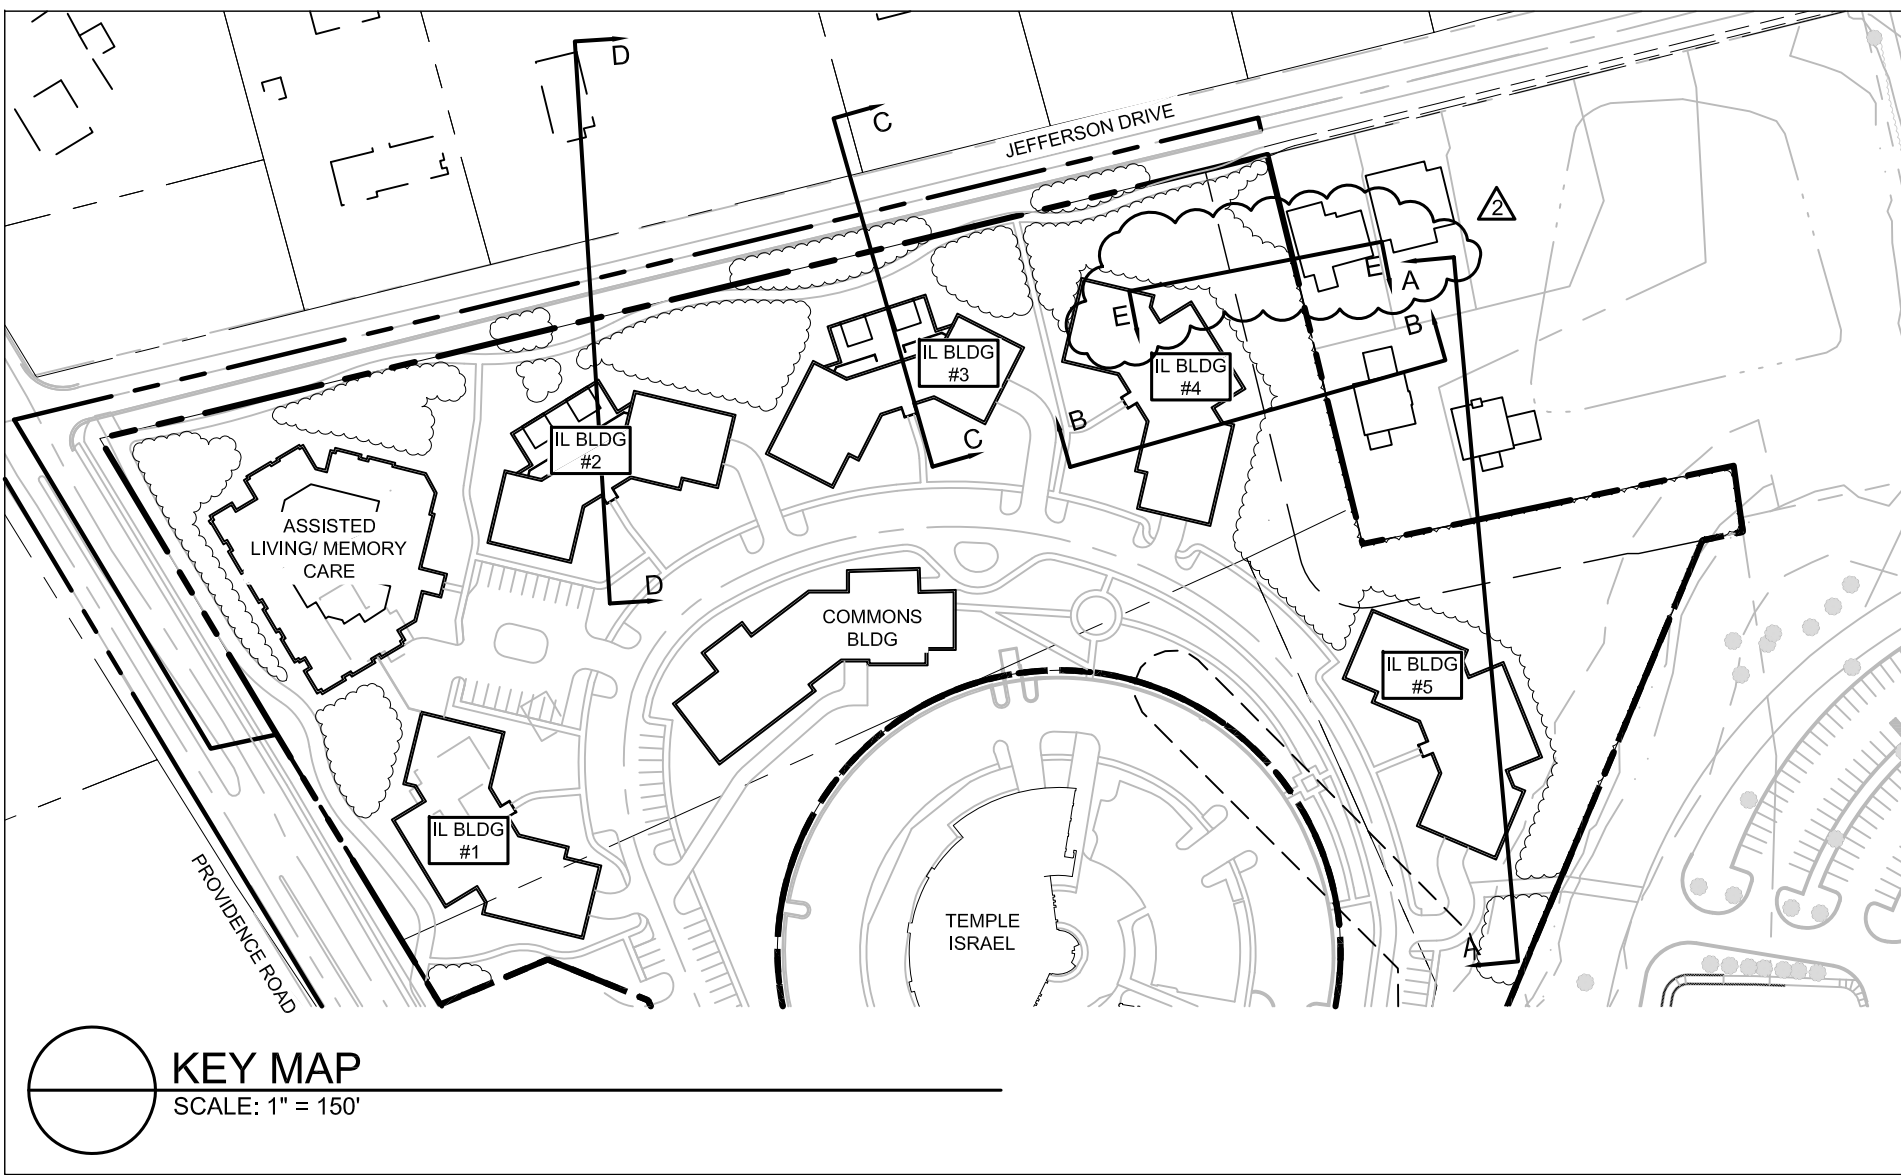 D
C
JEFFERSON DRIVE
2
E
A
E
B
IL BLDG
#3
IL BLDG
#4
B
C
IL BLDG
#2
ASSISTED
LIVING/ MEMORY
CARE
D
COMMONS
BLDG
IL BLDG
#5
IL BLDG
#1
PROVIDENCE ROAD
TEMPLE
ISRAEL
A
KEY MAP
SCALE: 1" = 150'